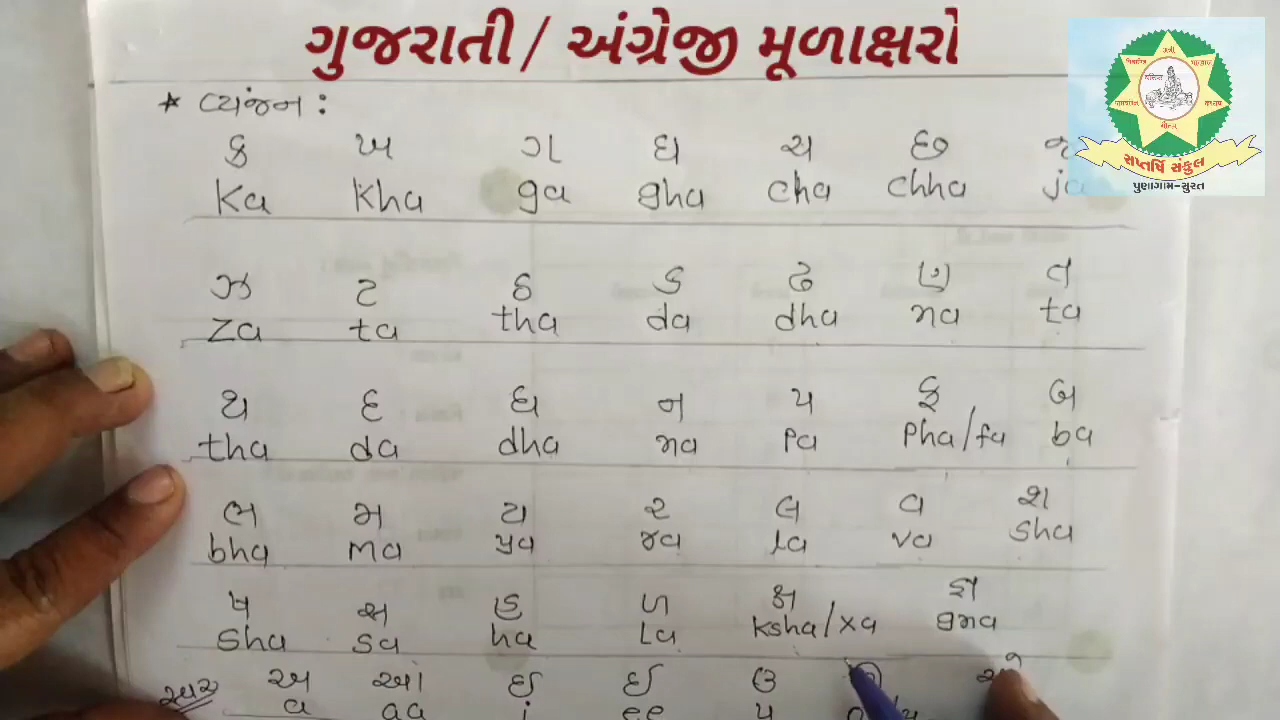 ગુજરાતી / અંગ્રેજી મૂળાક્ષરો
* વ્યંજન :
ક ખ ગ ઘ ચ છ જ
ka kha ga gha cha chha ja
ઝ ટ ઠ ડ ઢ ણ ત
za ta tha da dha na ta
થ દ ધ ન પ ફ બ
tha da dha na pa pha/fa ba
ભ મ ય ર લ વ શ
bha ma ya ra la va sha
ષ સ હ ળ ક્ષ જ્ઞ
sha sa ha la ksha/xa gna
સ્વર અ આ ઇ ઈ ઉ
a aa i ee u
સપ્તર્ષિ સંકુલ
પુણાગામ-સુરત